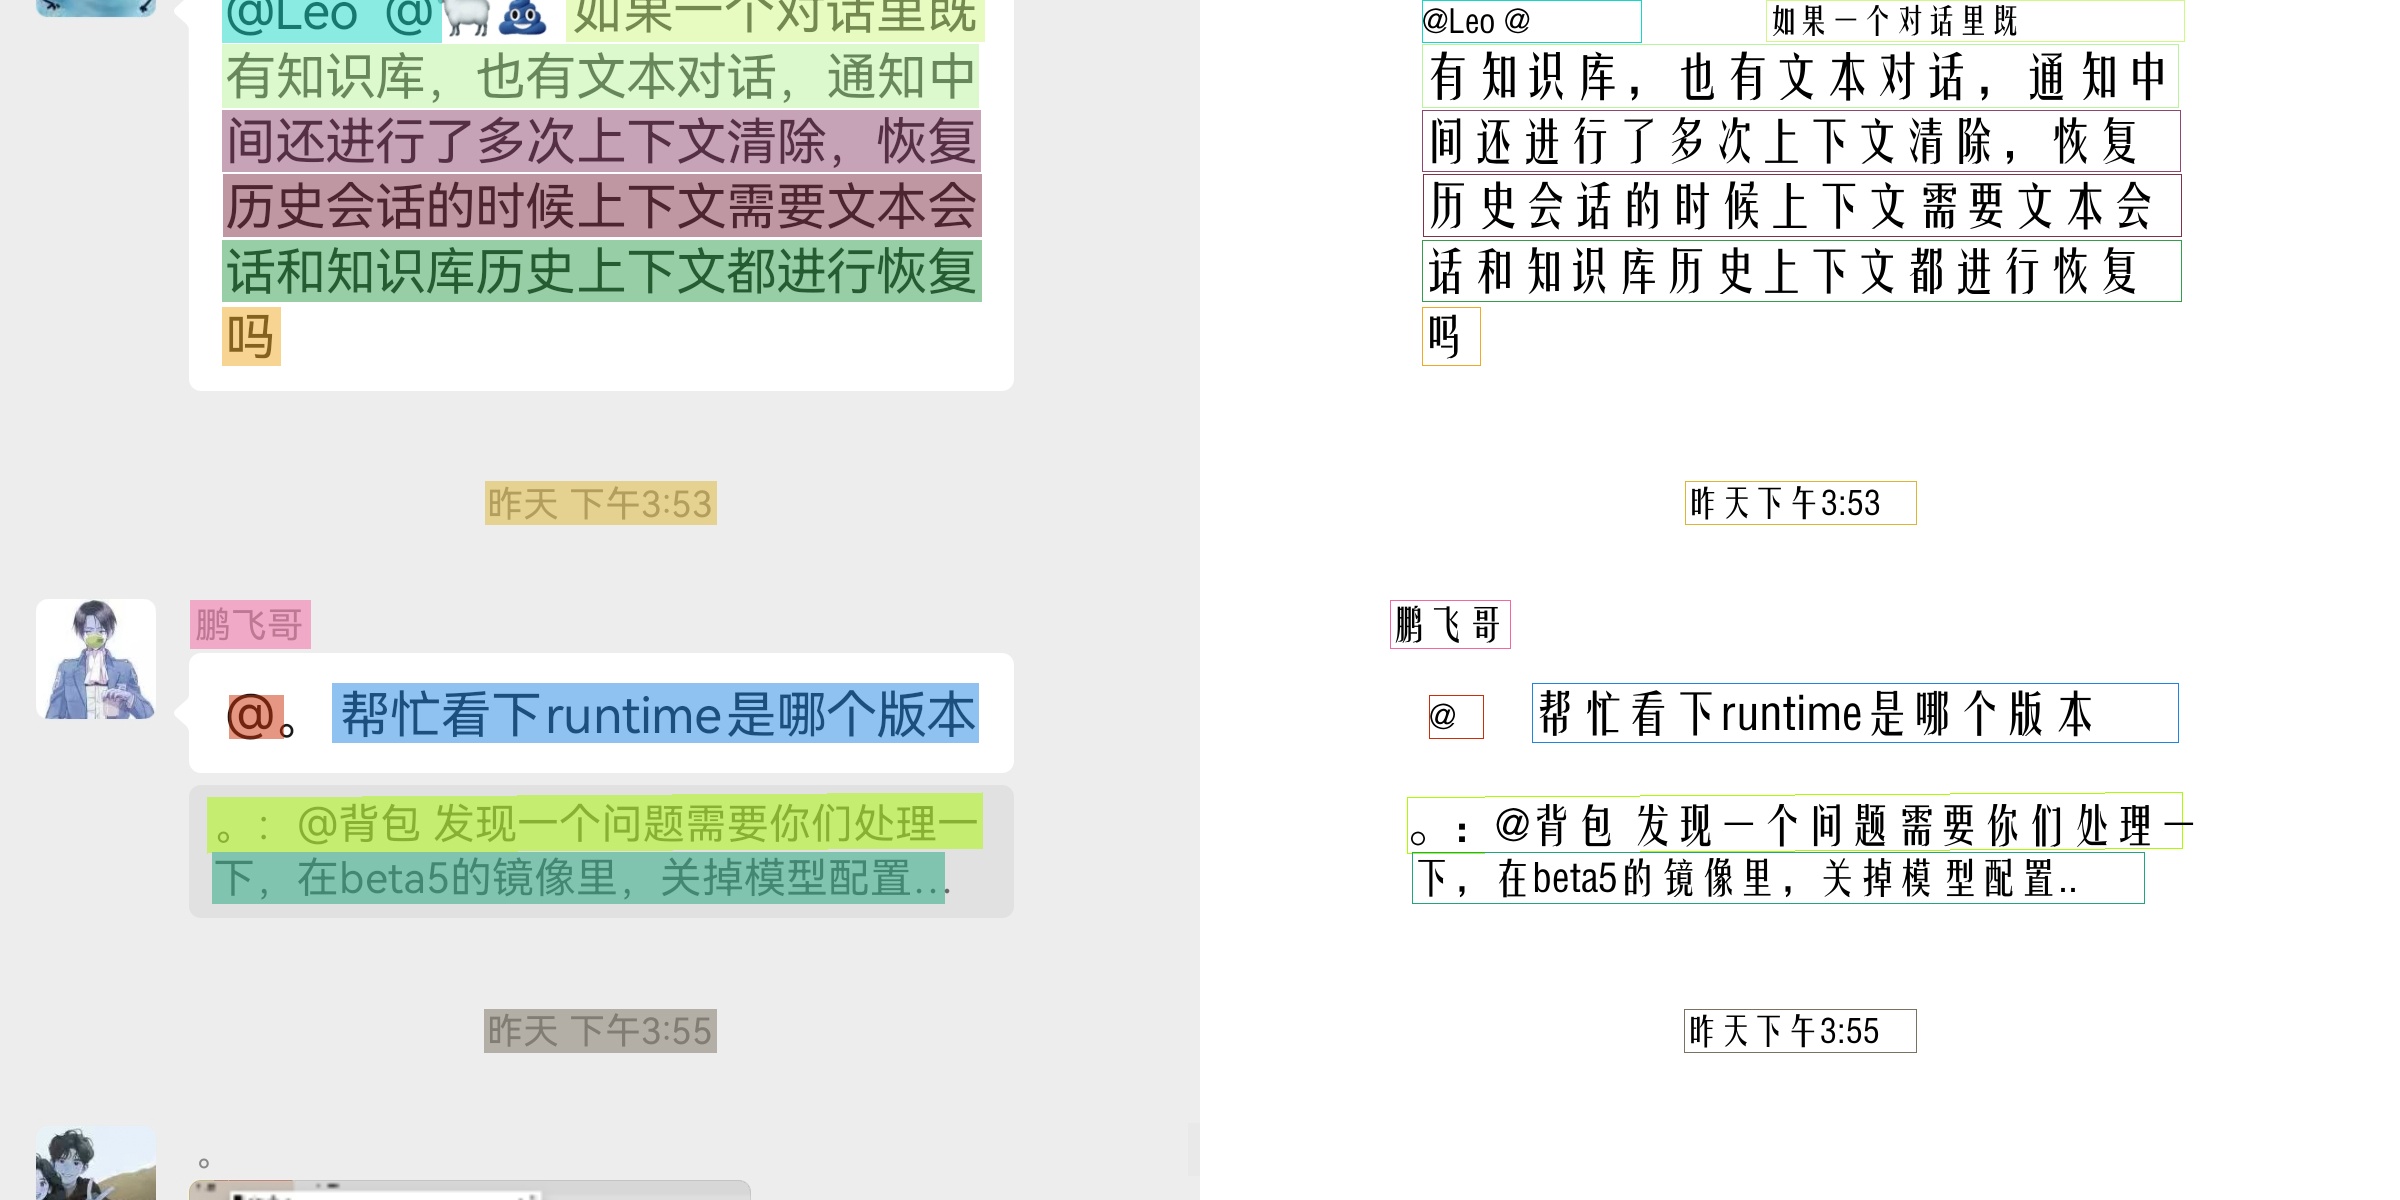 @Leo @🐑💩 如果一个对话里既
有知识库，也有文本对话，通知中
间还进行了多次上下文清除，恢复
历史会话的时候上下文需要文本会
话和知识库历史上下文都进行恢复
吗
昨天 下午3:53
鹏飞哥
@。 帮忙看下runtime是哪个版本
。：@背包 发现一个问题需要你们处理一
下，在beta5的镜像里，关掉模型配置...
昨天 下午3:55
。
@Leo @ 如果一个对话里既
有知识库，也有文本对话，通知中
间还进行了多次上下文清除，恢复
历史会话的时候上下文需要文本会
话和知识库历史上下文都进行恢复
吗
昨天下午3:53
鹏飞哥
@ 帮忙看下runtime是哪个版本
。：@背包 发现一个问题需要你们处理一
下，在beta5的镜像里，关掉模型配置..
昨天下午3:55